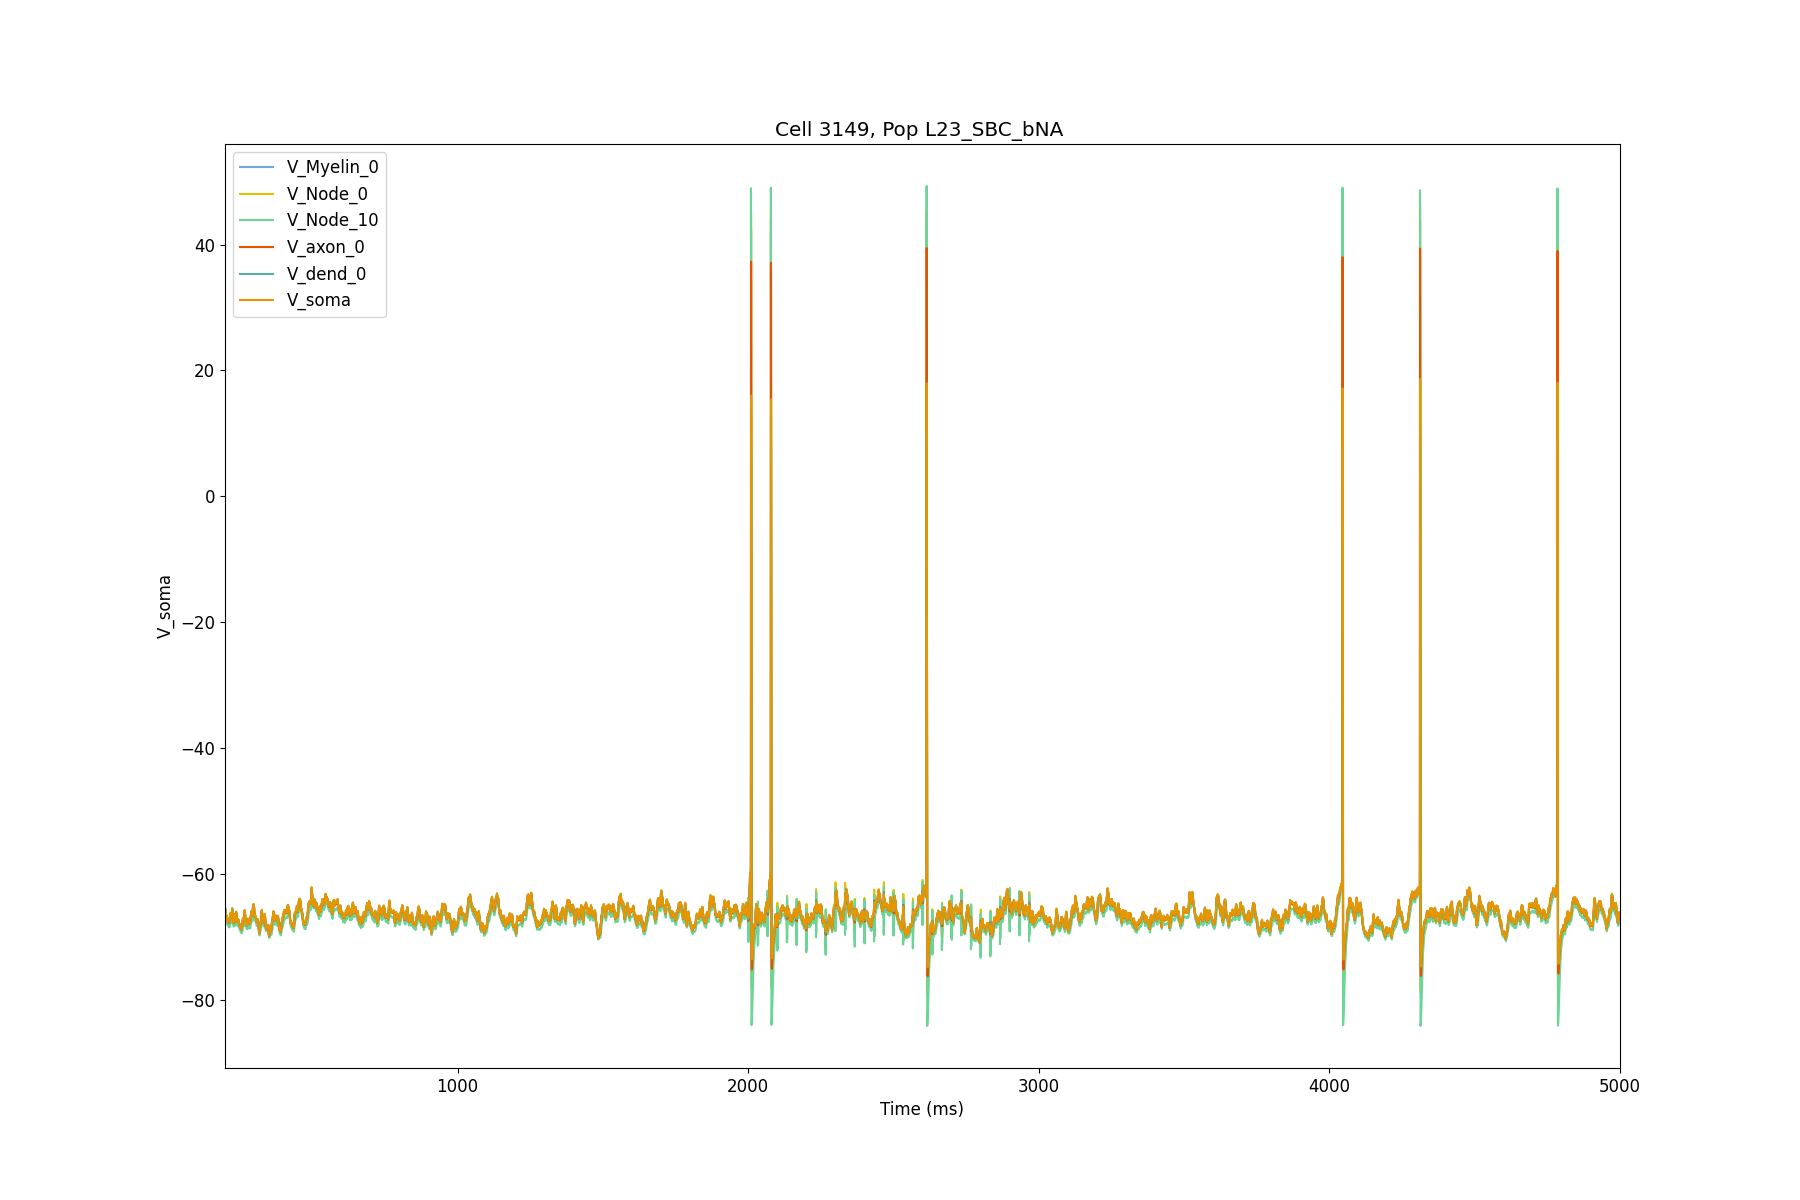 Cell 3149, Pop L23_SBC_bNA
V_Myelin_0
V_Node_0
V_Node_10
V_axon_0
V_dend_0
V_soma
40
20
0
−20
−40
−60
−80
V_soma
1000 2000 3000 4000 5000
Time (ms)